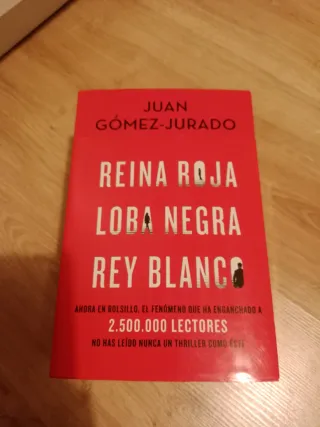 JUAN
GÓMEZ-JURADO
REINA ROJA
LOBA NEGRA
REY BLANCO
AHORA EN BOLSILLO, EL FENÓMENO QUE HA ENGANCHADO A
2.500.000 LECTORES
NO HAS LEÍDO NUNCA UN THRILLER COMO ESTE